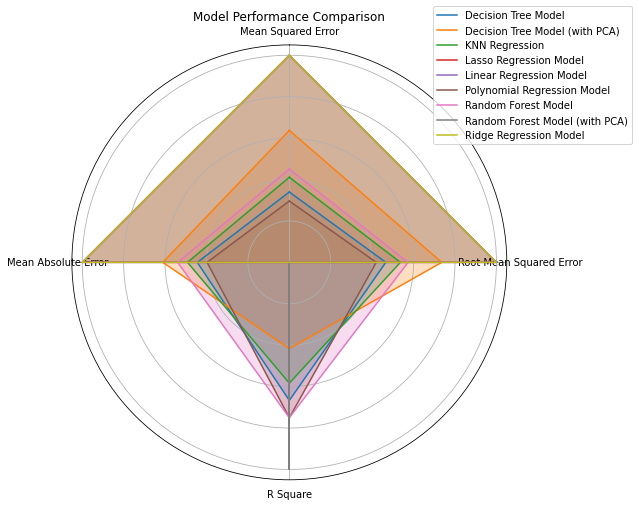 Model Performance Comparison
Mean Squared Error
Decision Tree Model
Decision Tree Model (with PCA)
KNN Regression
Lasso Regression Model
Linear Regression Model
Polynomial Regression Model
Random Forest Model
Random Forest Model (with PCA)
Ridge Regression Model
Mean Absolute Error
Root Mean Squared Error
R Square